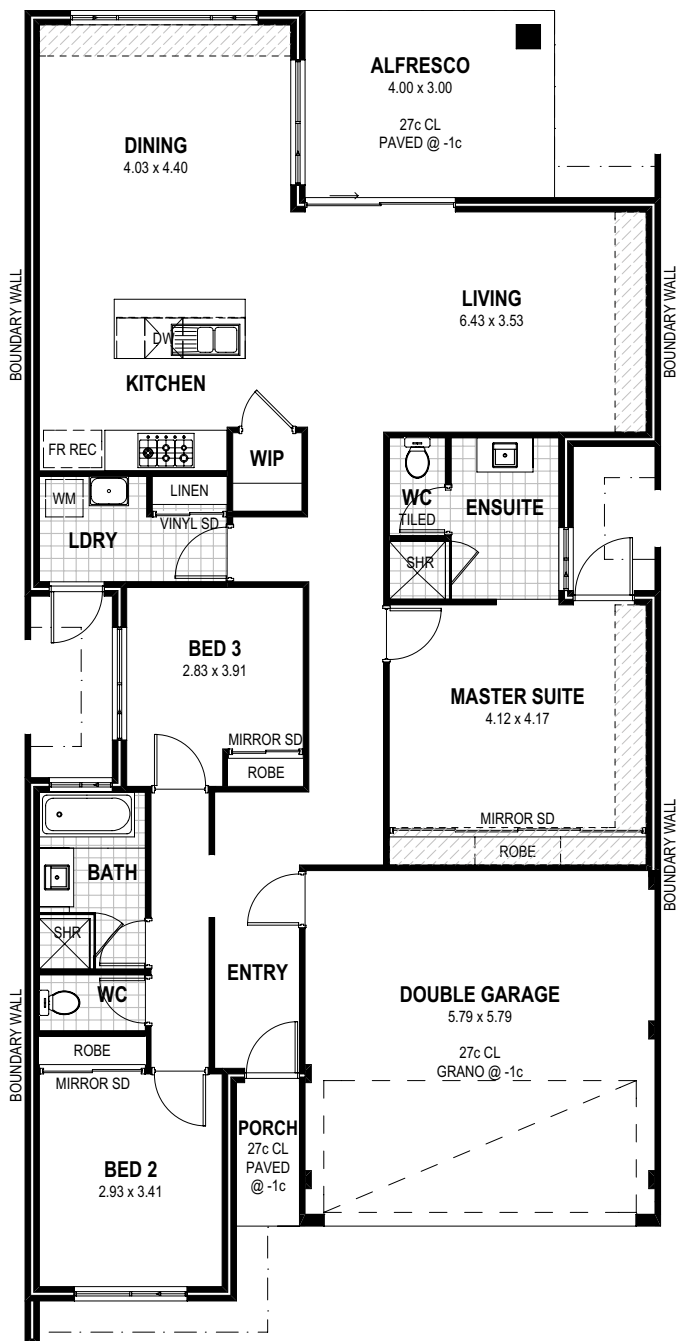 ALFRESCO
4.00 x 3.00
27c CL
PAVED @ -1c
DINING
4.03 x 4.40
BOUNDARY WALL
BOUNDARY WALL
LIVING
6.43 x 3.53
DW
KITCHEN
FR REC
WIP
WM
LINEN
VINYL SD
LDRY
WC
TILED
ENSUITE
SHR
BED 3
2.83 x 3.91
MIRROR SD
ROBE
MASTER SUITE
4.12 x 4.17
MIRROR SD
ROBE
BOUNDARY WALL
BATH
SHR
WC
ENTRY
DOUBLE GARAGE
5.79 x 5.79
27c CL
GRANO @ -1c
BOUNDARY WALL
ROBE
MIRROR SD
PORCH
27c CL
PAVED
@ -1c
BED 2
2.93 x 3.41